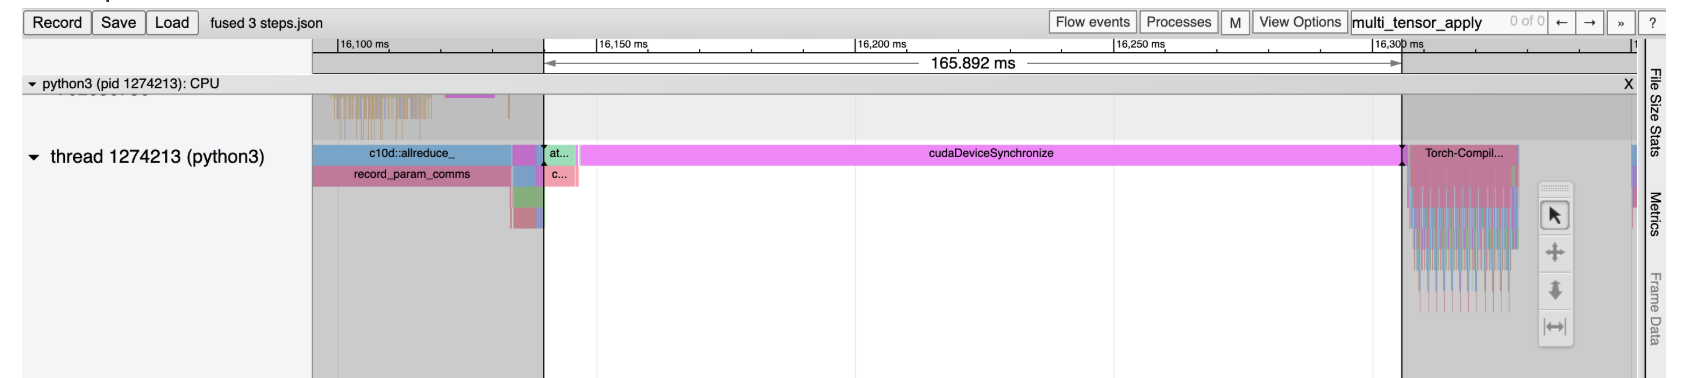 Record Save Load fused 3 steps.json Flow events Processes M View Options multi_tensor_apply 0 of 0 ← → » ?
16,100 ms 16,150 ms 16,200 ms 16,250 ms 16,300 ms
165.892 ms
python3 (pid 1274213): CPU X
thread 1274213 (python3)
c10d::allreduce_ at... cudaDeviceSynchronize Torch-Compil...
record_param_comms c...
File Size Stats
Metrics
Frame Data